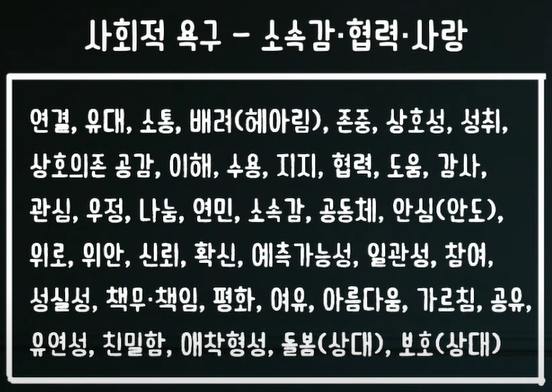 사회적 욕구 - 소속감·협력·사랑
연결, 유대, 소통, 배려(헤아림), 존중, 상호성, 성취,
상호의존 공감, 이해, 수용, 지지, 협력, 도움, 감사,
관심, 우정, 나눔, 연민, 소속감, 공동체, 안심(안도),
위로, 위안, 신뢰, 확신, 예측가능성, 일관성, 참여,
성실성, 책무·책임, 평화, 여유, 아름다움, 가르침, 공유,
유연성, 친밀함, 애착형성, 돌봄(상대), 보호(상대)